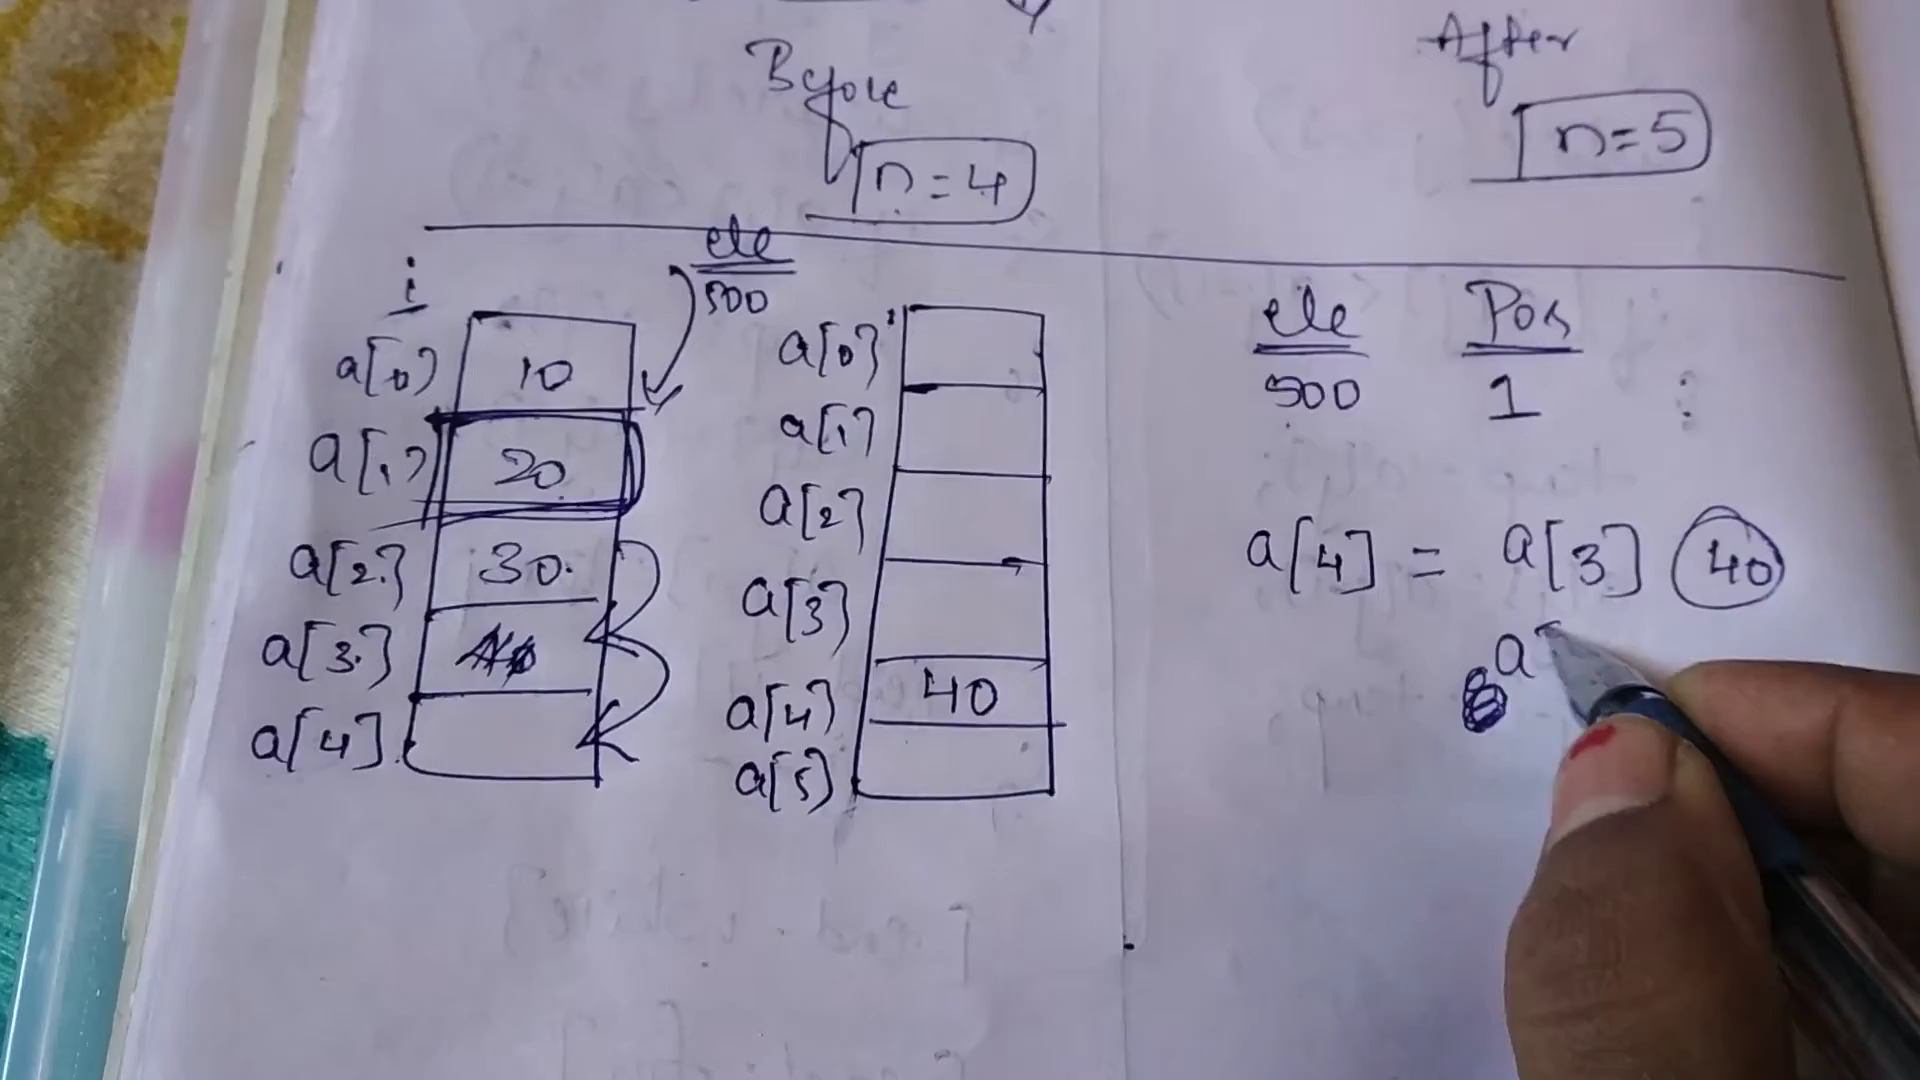 Before
n=4
After
n=5
ele
500
i
a[0] 10
a[1] 20
a[2] 30
a[3] 40
a[4]
a[0]
a[1]
a[2]
a[3]
a[4] 40
a[5]
ele Pos
500 1
a[4] = a[3] 40
a